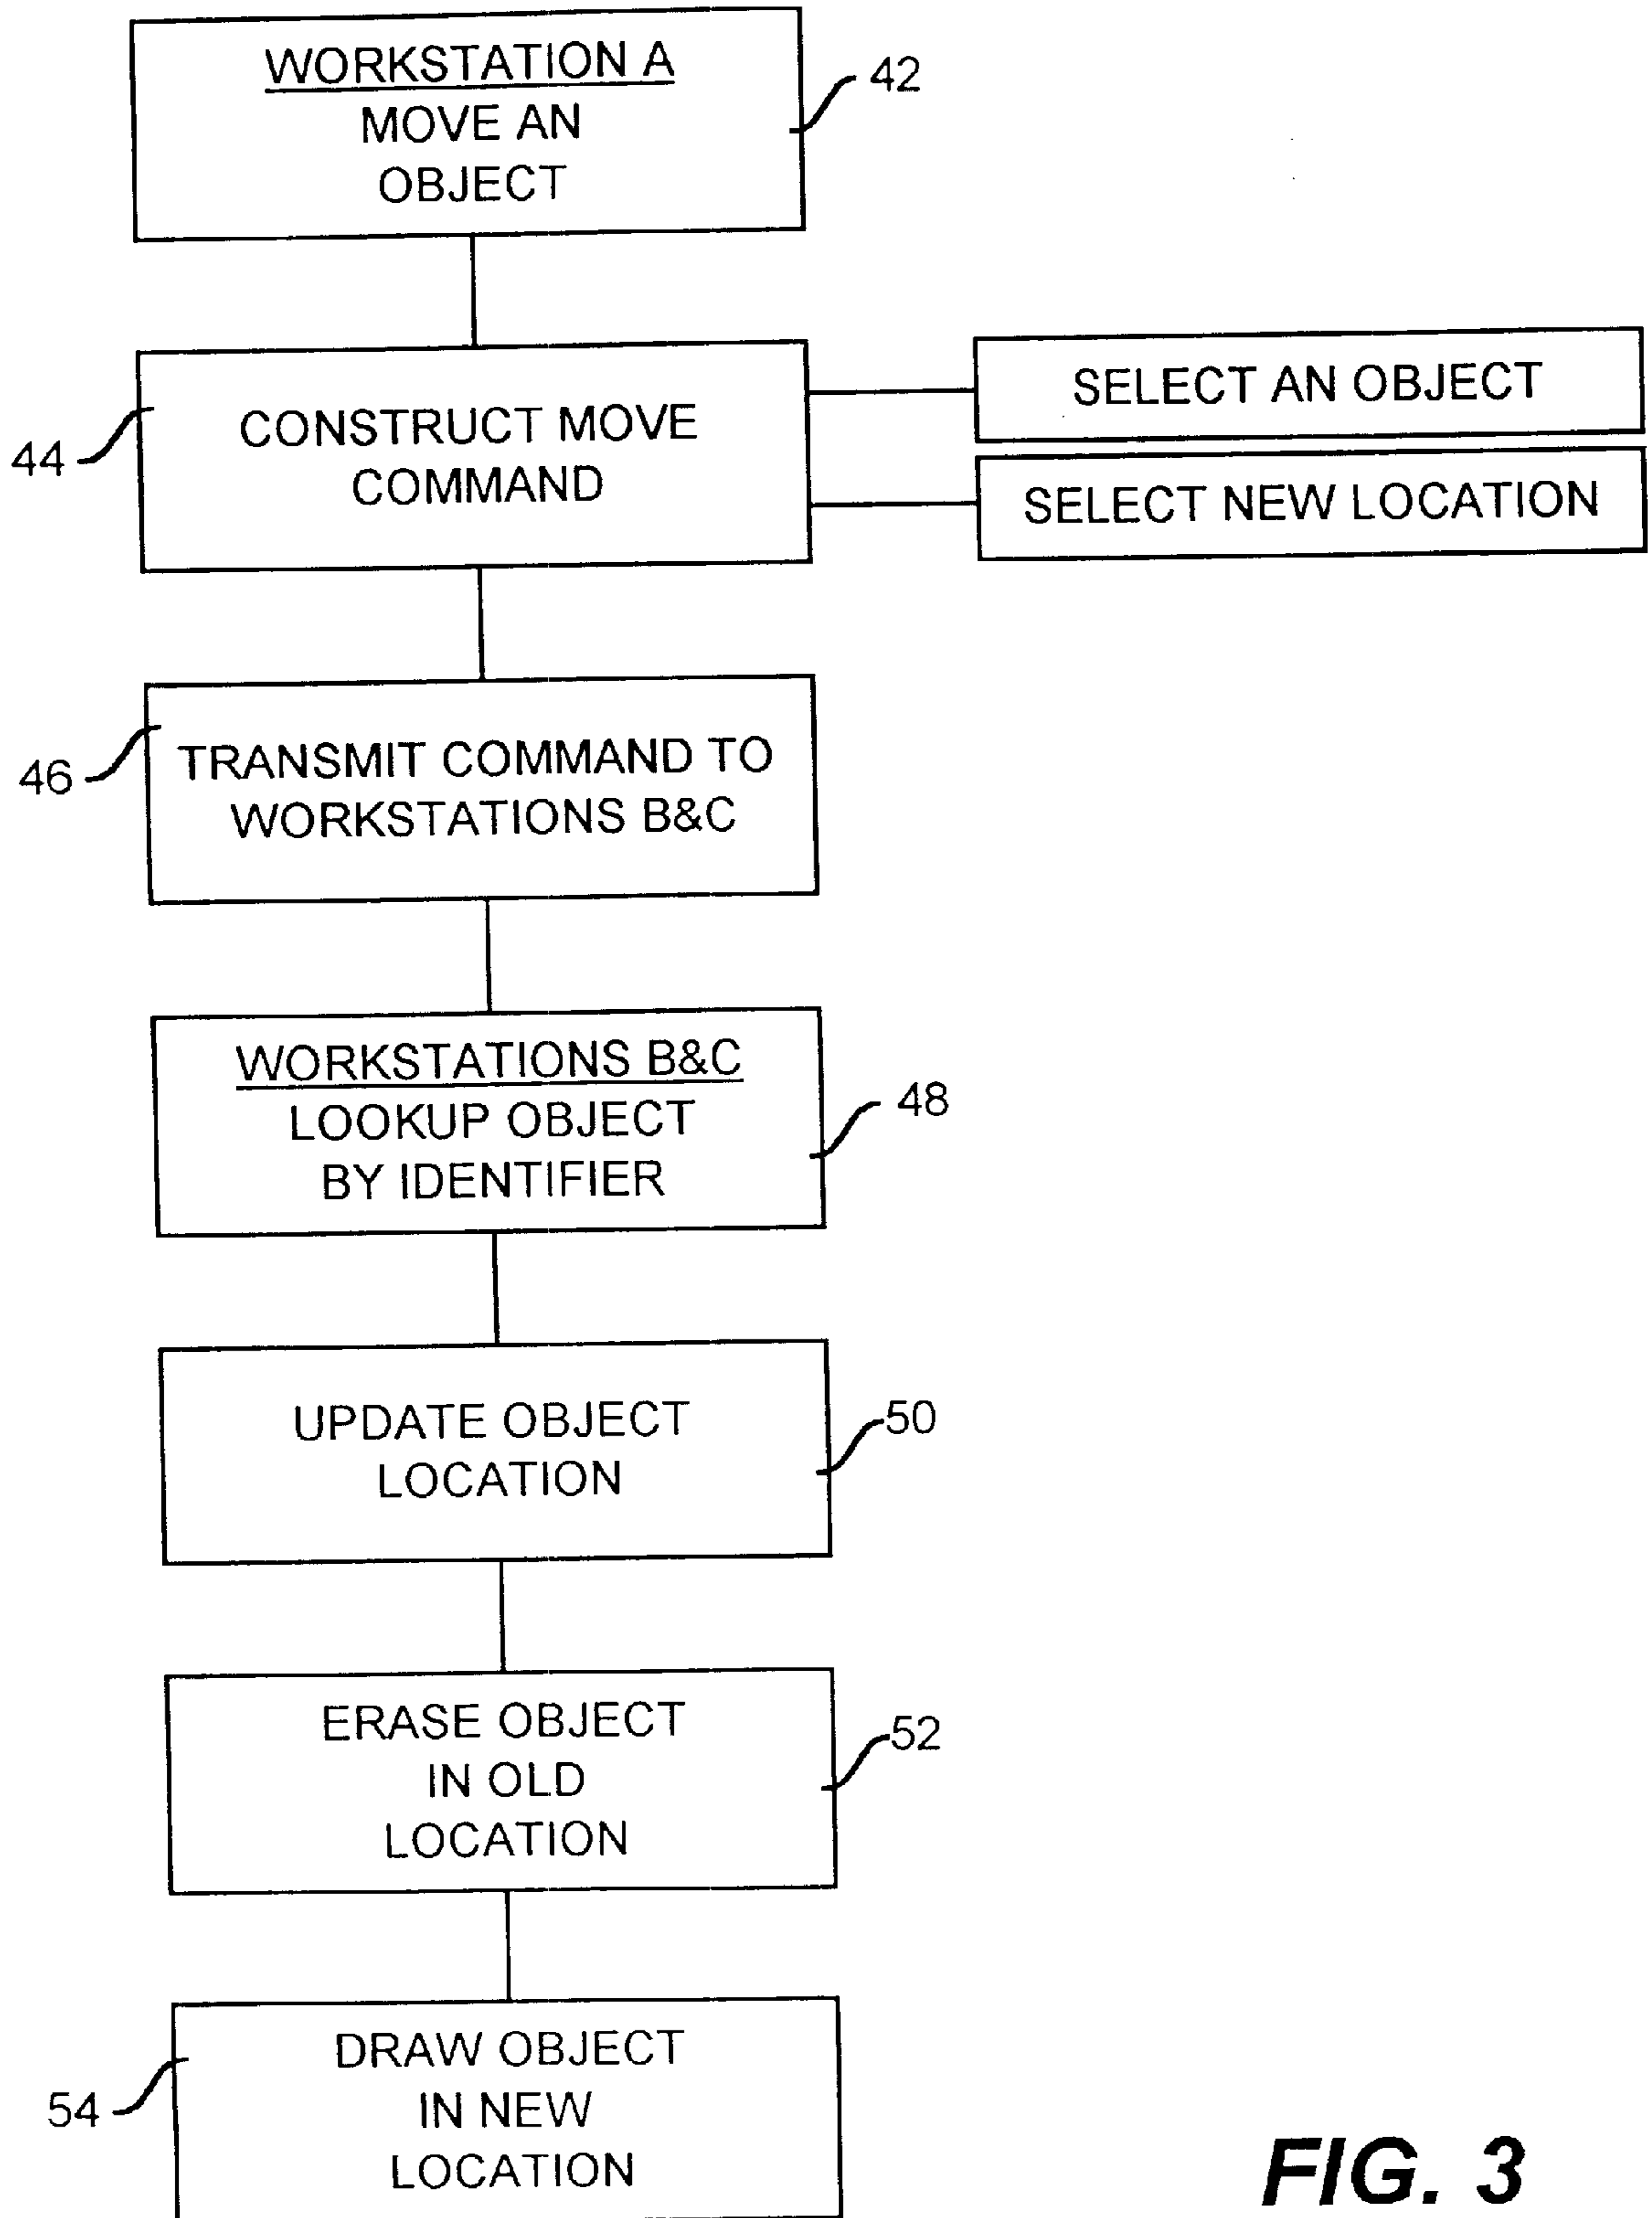 WORKSTATION A
MOVE AN
OBJECT
42
44
CONSTRUCT MOVE
COMMAND
SELECT AN OBJECT
SELECT NEW LOCATION
46
TRANSMIT COMMAND TO
WORKSTATIONS B&C
WORKSTATIONS B&C
LOOKUP OBJECT
BY IDENTIFIER
48
UPDATE OBJECT
LOCATION
50
ERASE OBJECT
IN OLD
LOCATION
52
54
DRAW OBJECT
IN NEW
LOCATION
FIG. 3